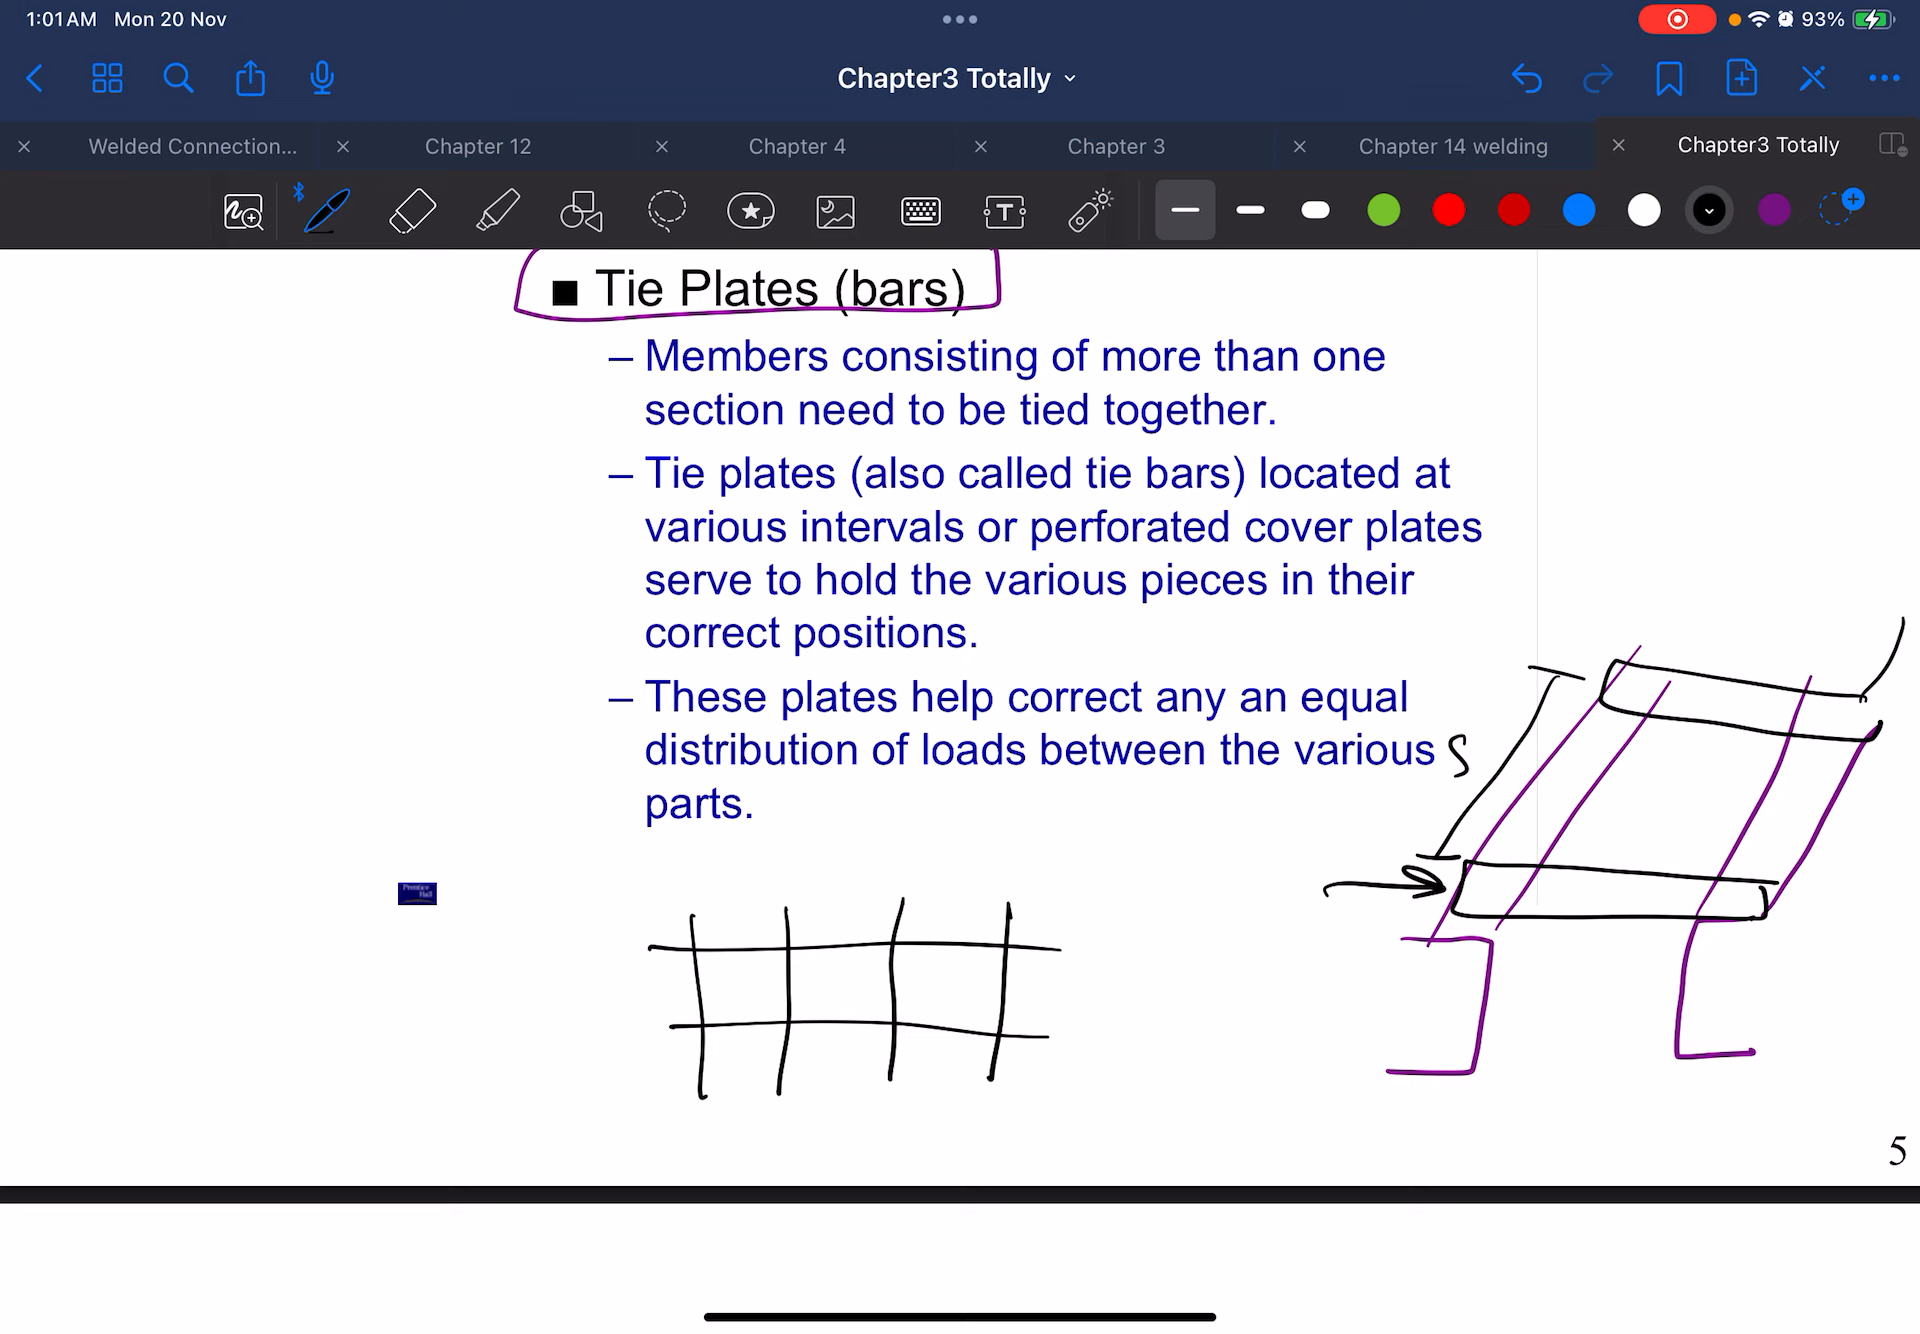 1:01 AM Mon 20 Nov
93%
Chapter3 Totally
Welded Connection... Chapter 12 Chapter 4 Chapter 3 Chapter 14 welding Chapter3 Totally
T
■ Tie Plates (bars)
– Members consisting of more than one
section need to be tied together.
– Tie plates (also called tie bars) located at
various intervals or perforated cover plates
serve to hold the various pieces in their
correct positions.
– These plates help correct any an equal
distribution of loads between the various
parts.
S
Prentice
Hall
5